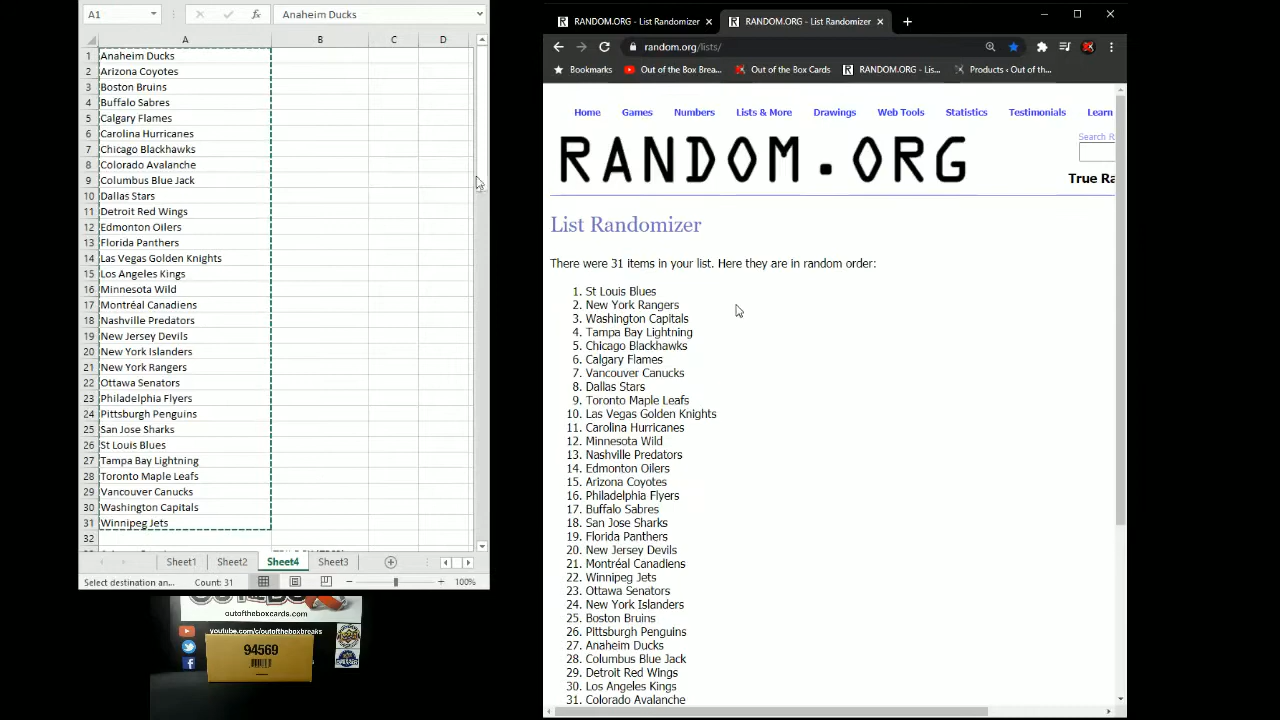 A1
Anaheim Ducks
A B C D
1 Anaheim Ducks
2 Arizona Coyotes
3 Boston Bruins
4 Buffalo Sabres
5 Calgary Flames
6 Carolina Hurricanes
7 Chicago Blackhawks
8 Colorado Avalanche
9 Columbus Blue Jack
10 Dallas Stars
11 Detroit Red Wings
12 Edmonton Oilers
13 Florida Panthers
14 Las Vegas Golden Knights
15 Los Angeles Kings
16 Minnesota Wild
17 Montréal Canadiens
18 Nashville Predators
19 New Jersey Devils
20 New York Islanders
21 New York Rangers
22 Ottawa Senators
23 Philadelphia Flyers
24 Pittsburgh Penguins
25 San Jose Sharks
26 St Louis Blues
27 Tampa Bay Lightning
28 Toronto Maple Leafs
29 Vancouver Canucks
30 Washington Capitals
31 Winnipeg Jets
32
Sheet1 Sheet2 Sheet4 Sheet3
Select destination an... Count: 31 100%
outoftheboxcards.com
youtube.com/c/outoftheboxbreaks
94569
RANDOM.ORG - List Randomizer
RANDOM.ORG - List Randomizer
random.org/lists/
Bookmarks Out of the Box Brea... Out of the Box Cards RANDOM.ORG - Lis... Products ‹ Out of th...
Home Games Numbers Lists & More Drawings Web Tools Statistics Testimonials Learn
Search R
RANDOM.ORG
True Ra
List Randomizer
There were 31 items in your list. Here they are in random order:
1. St Louis Blues
2. New York Rangers
3. Washington Capitals
4. Tampa Bay Lightning
5. Chicago Blackhawks
6. Calgary Flames
7. Vancouver Canucks
8. Dallas Stars
9. Toronto Maple Leafs
10. Las Vegas Golden Knights
11. Carolina Hurricanes
12. Minnesota Wild
13. Nashville Predators
14. Edmonton Oilers
15. Arizona Coyotes
16. Philadelphia Flyers
17. Buffalo Sabres
18. San Jose Sharks
19. Florida Panthers
20. New Jersey Devils
21. Montréal Canadiens
22. Winnipeg Jets
23. Ottawa Senators
24. New York Islanders
25. Boston Bruins
26. Pittsburgh Penguins
27. Anaheim Ducks
28. Columbus Blue Jack
29. Detroit Red Wings
30. Los Angeles Kings
31. Colorado Avalanche